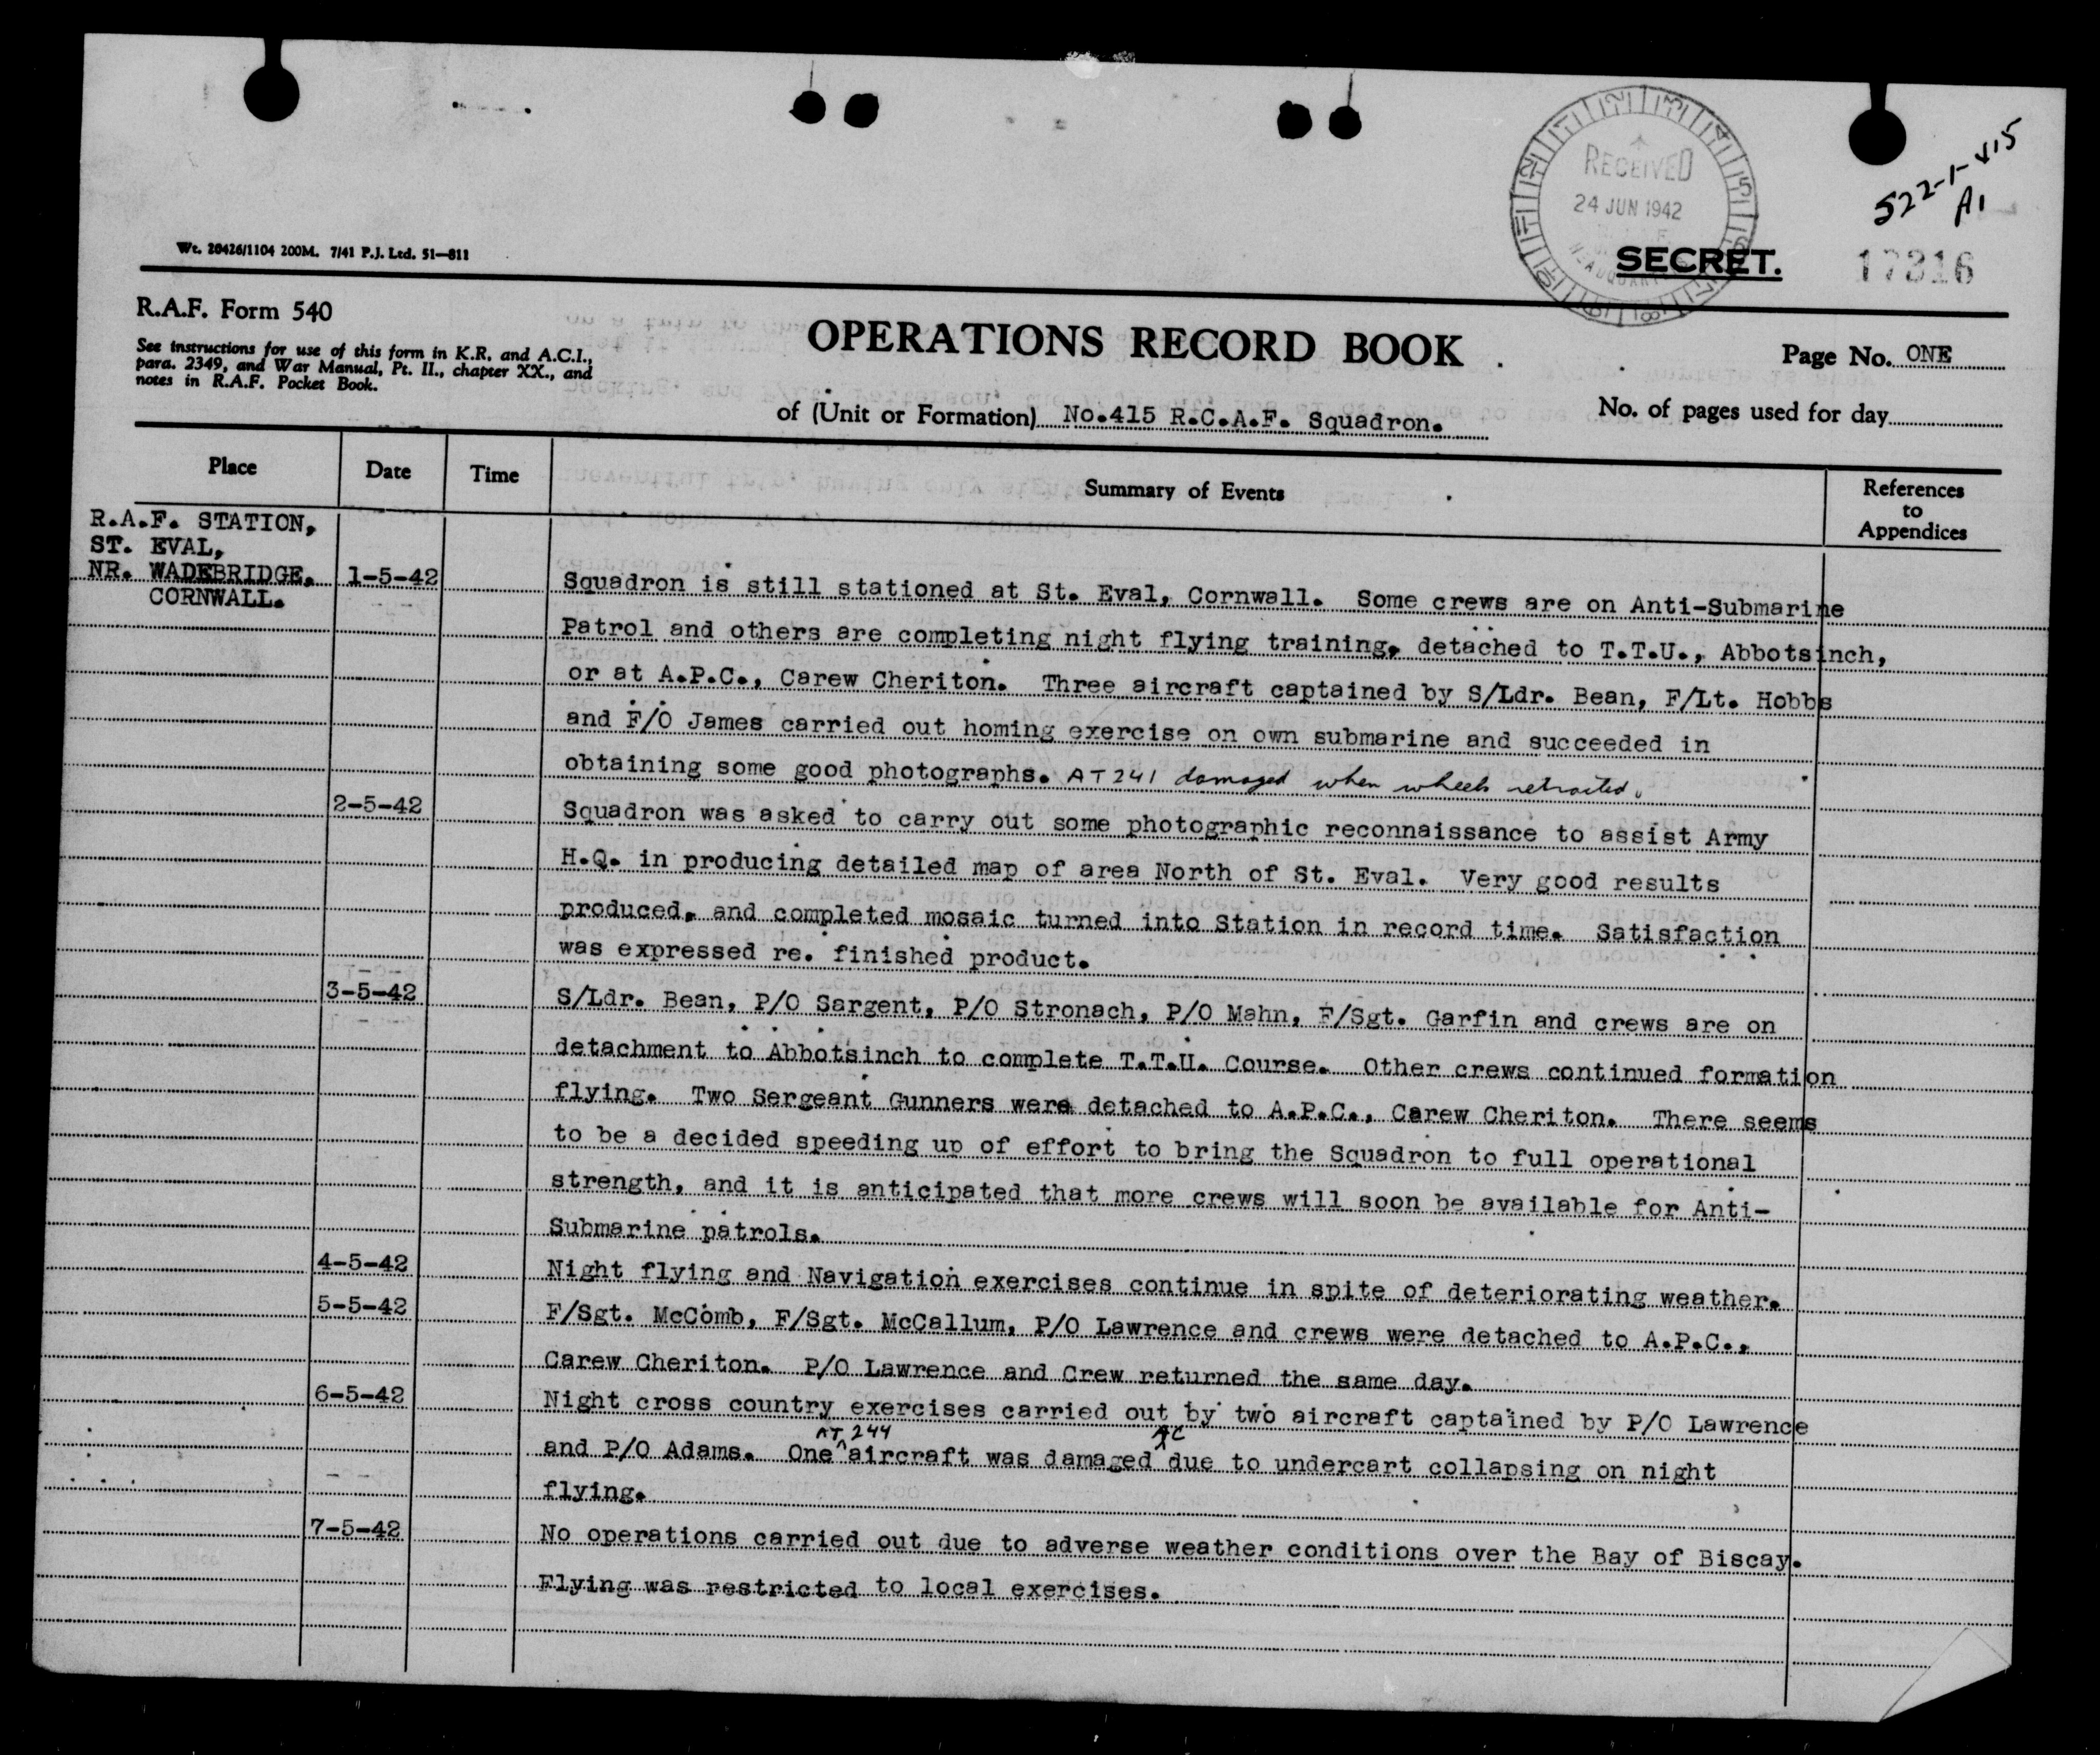 RECEIVED
24 JUN 1942
522-1-415
A1
SECRET.
17316
Wt. 20426/1104 200M. 7/41 P.J. Ltd. 51—811
R.A.F. Form 540
See instructions for use of this form in K.R. and A.C.I.,
para. 2349, and War Manual, Pt. II., chapter XX., and
notes in R.A.F. Pocket Book.
OPERATIONS RECORD BOOK
Page No. ONE
of (Unit or Formation) No.415 R.C.A.F. Squadron.
No. of pages used for day
Place Date Time Summary of Events References to Appendices
R.A.F. STATION,
ST. EVAL,
NR. WADEBRIDGE.
CORNWALL.
1-5-42 Squadron is still stationed at St. Eval, Cornwall. Some crews are on Anti-Submarine
Patrol and others are completing night flying training, detached to T.T.U., Abbotsinch,
or at A.P.C., Carew Cheriton. Three aircraft captained by S/Ldr. Bean, F/Lt. Hobbs
and F/O James carried out homing exercise on own submarine and succeeded in
obtaining some good photographs. AT 241 damaged when wheels retracted.
2-5-42 Squadron was asked to carry out some photographic reconnaissance to assist Army
H.Q. in producing detailed map of area North of St. Eval. Very good results
produced, and completed mosaic turned into Station in record time. Satisfaction
was expressed re. finished product.
3-5-42 S/Ldr. Bean, P/O Sargent, P/O Stronach, P/O Mahn, F/Sgt. Garfin and crews are on
detachment to Abbotsinch to complete T.T.U. Course. Other crews continued formation
flying. Two Sergeant Gunners were detached to A.P.C., Carew Cheriton. There seems
to be a decided speeding up of effort to bring the Squadron to full operational
strength, and it is anticipated that more crews will soon be available for Anti-
Submarine patrols.
4-5-42 Night flying and Navigation exercises continue in spite of deteriorating weather.
5-5-42 F/Sgt. McComb, F/Sgt. McCallum, P/O Lawrence and crews were detached to A.P.C.,
Carew Cheriton. P/O Lawrence and Crew returned the same day.
6-5-42 Night cross country exercises carried out by two aircraft captained by P/O Lawrence
and P/O Adams. One AT 244 aircraft was damaged AC due to undercart collapsing on night
flying.
7-5-42 No operations carried out due to adverse weather conditions over the Bay of Biscay.
Flying was restricted to local exercises.